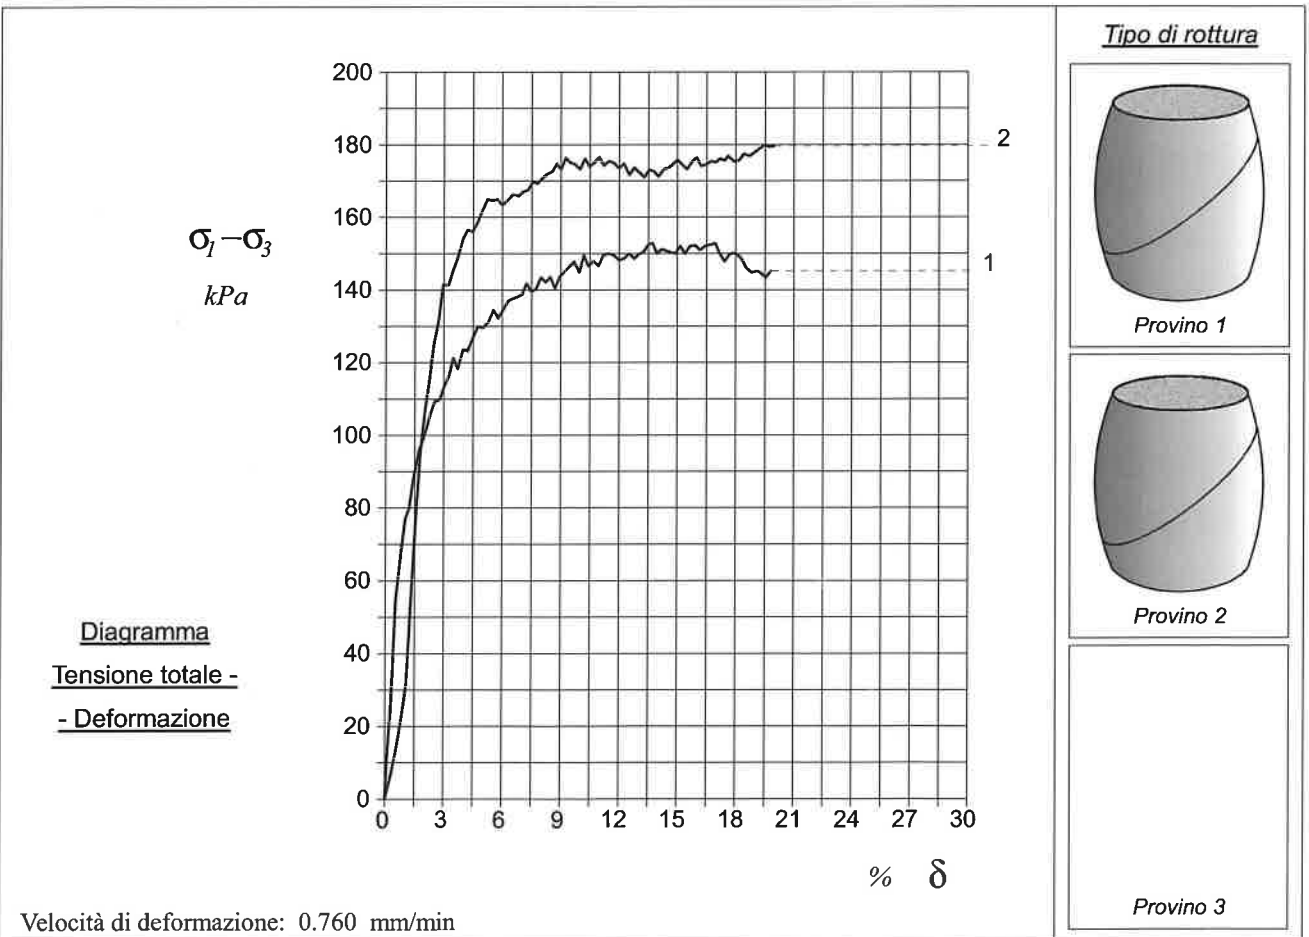 Tipo di rottura
200
180
160
140
120
100
80
60
40
20
0
0 3 6 9 12 15 18 21 24 27 30
2
1
σ1−σ3
kPa
Diagramma
Tensione totale -
- Deformazione
% δ
Velocità di deformazione: 0.760 mm/min
Provino 1
Provino 2
Provino 3